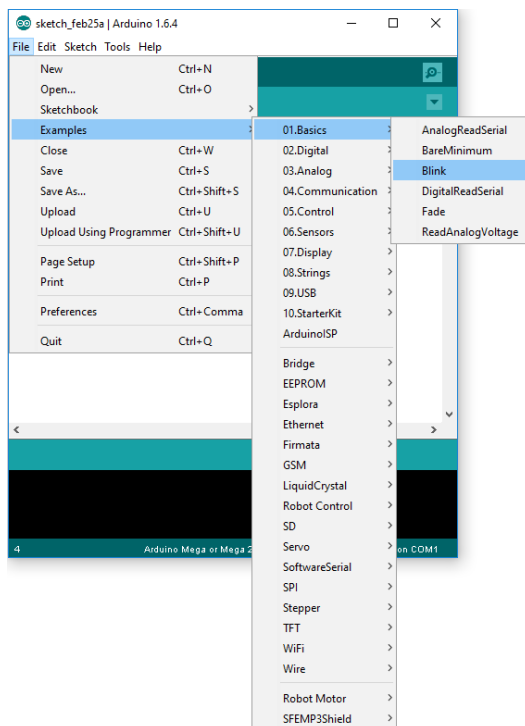 sketch_feb25a | Arduino 1.6.4
File Edit Sketch Tools Help
New Ctrl+N
Open... Ctrl+O
Sketchbook
Examples
Close Ctrl+W
Save Ctrl+S
Save As... Ctrl+Shift+S
Upload Ctrl+U
Upload Using Programmer Ctrl+Shift+U
Page Setup Ctrl+Shift+P
Print Ctrl+P
Preferences Ctrl+Comma
Quit Ctrl+Q
01.Basics
02.Digital
03.Analog
04.Communication
05.Control
06.Sensors
07.Display
08.Strings
09.USB
10.StarterKit
ArduinoISP
Bridge
EEPROM
Esplora
Ethernet
Firmata
GSM
LiquidCrystal
Robot Control
SD
Servo
SoftwareSerial
SPI
Stepper
TFT
WiFi
Wire
Robot Motor
SFEMP3Shield
AnalogReadSerial
BareMinimum
Blink
DigitalReadSerial
Fade
ReadAnalogVoltage
4 Arduino Mega or Mega 2 on COM1